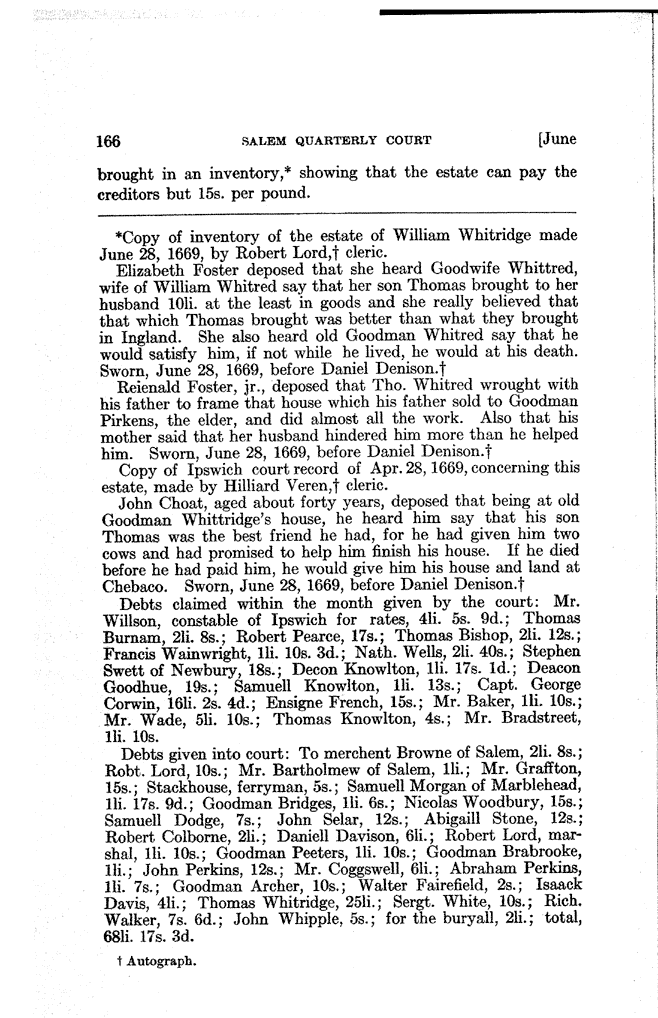 166 SALEM QUARTERLY COURT [June
brought in an inventory,* showing that the estate can pay the
creditors but 15s. per pound.
*Copy of inventory of the estate of William Whitridge made
June 28, 1669, by Robert Lord,† cleric.
Elizabeth Foster deposed that she heard Goodwife Whittred,
wife of William Whitred say that her son Thomas brought to her
husband 10li. at the least in goods and she really believed that
that which Thomas brought was better than what they brought
in Ingland. She also heard old Goodman Whitred say that he
would satisfy him, if not while he lived, he would at his death.
Sworn, June 28, 1669, before Daniel Denison.†
Reienald Foster, jr., deposed that Tho. Whitred wrought with
his father to frame that house which his father sold to Goodman
Pirkens, the elder, and did almost all the work. Also that his
mother said that her husband hindered him more than he helped
him. Sworn, June 28, 1669, before Daniel Denison.†
Copy of Ipswich court record of Apr. 28, 1669, concerning this
estate, made by Hilliard Veren,† cleric.
John Choat, aged about forty years, deposed that being at old
Goodman Whittridge's house, he heard him say that his son
Thomas was the best friend he had, for he had given him two
cows and had promised to help him finish his house. If he died
before he had paid him, he would give him his house and land at
Chebaco. Sworn, June 28, 1669, before Daniel Denison.†
Debts claimed within the month given by the court: Mr.
Willson, constable of Ipswich for rates, 4li. 5s. 9d.; Thomas
Burnam, 2li. 8s.; Robert Pearce, 17s.; Thomas Bishop, 2li. 12s.;
Francis Wainwright, 1li. 10s. 3d.; Nath. Wells, 2li. 40s.; Stephen
Swett of Newbury, 18s.; Decon Knowlton, 1li. 17s. 1d.; Deacon
Goodhue, 19s.; Samuell Knowlton, 1li. 13s.; Capt. George
Corwin, 16li. 2s. 4d.; Ensigne French, 15s.; Mr. Baker, 1li. 10s.;
Mr. Wade, 5li. 10s.; Thomas Knowlton, 4s.; Mr. Bradstreet,
1li. 10s.
Debts given into court: To merchent Browne of Salem, 2li. 8s.;
Robt. Lord, 10s.; Mr. Bartholmew of Salem, 1li.; Mr. Graffton,
15s.; Stackhouse, ferryman, 5s.; Samuell Morgan of Marblehead,
1li. 17s. 9d.; Goodman Bridges, 1li. 6s.; Nicolas Woodbury, 15s.;
Samuell Dodge, 7s.; John Selar, 12s.; Abigaill Stone, 12s.;
Robert Colborne, 2li.; Daniell Davison, 6li.; Robert Lord, mar-
shal, 1li. 10s.; Goodman Peeters, 1li. 10s.; Goodman Brabrooke,
1li.; John Perkins, 12s.; Mr. Coggswell, 6li.; Abraham Perkins,
1li. 7s.; Goodman Archer, 10s.; Walter Fairefield, 2s.; Isaack
Davis, 4li.; Thomas Whitridge, 25li.; Sergt. White, 10s.; Rich.
Walker, 7s. 6d.; John Whipple, 5s.; for the buryall, 2li.; total,
68li. 17s. 3d.
† Autograph.